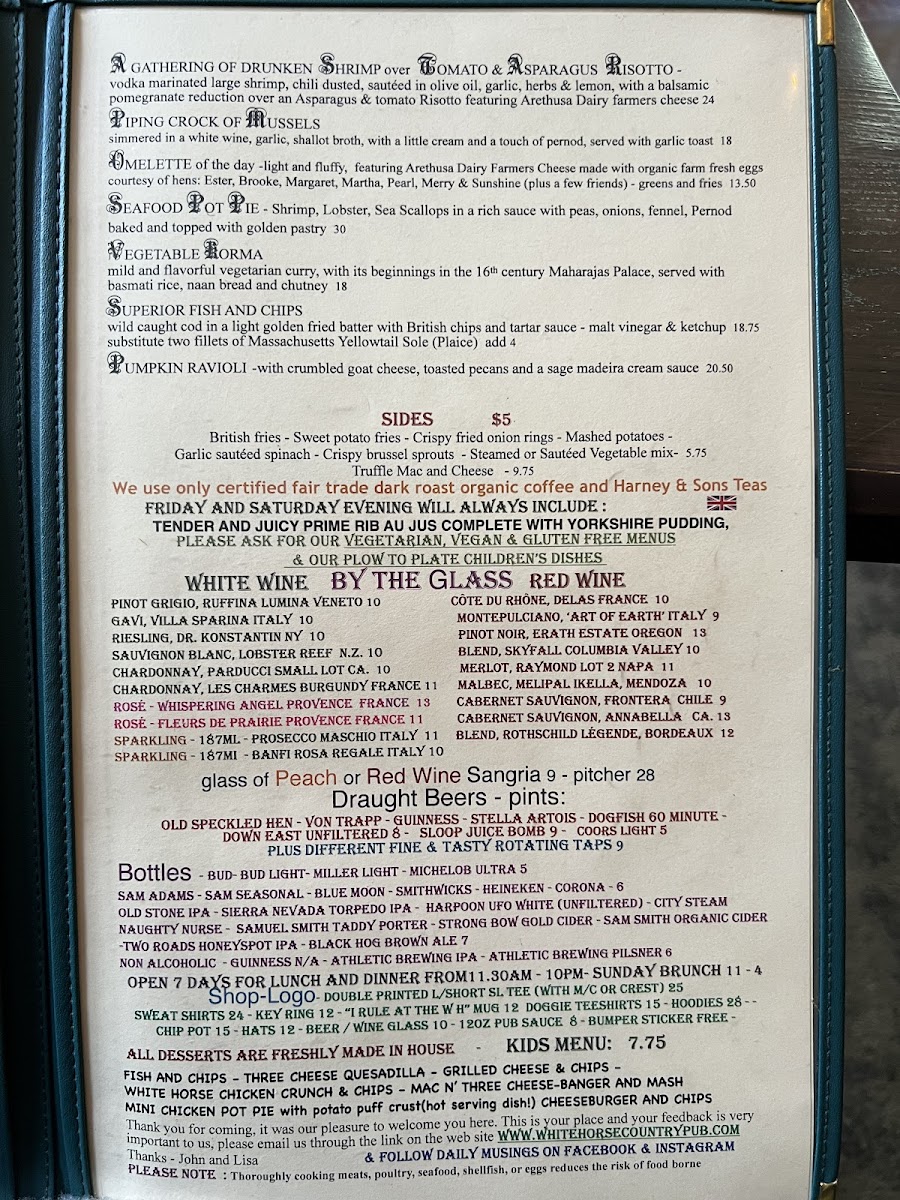 A GATHERING OF DRUNKEN SHRIMP over TOMATO & ASPARAGUS RISOTTO -
vodka marinated large shrimp, chili dusted, sautéed in olive oil, garlic, herbs & lemon, with a balsamic
pomegranate reduction over an Asparagus & tomato Risotto featuring Arethusa Dairy farmers cheese 24
PIPING CROCK OF MUSSELS
simmered in a white wine, garlic, shallot broth, with a little cream and a touch of pernod, served with garlic toast 18
OMELETTE of the day -light and fluffy, featuring Arethusa Dairy Farmers Cheese made with organic farm fresh eggs
courtesy of hens: Ester, Brooke, Margaret, Martha, Pearl, Merry & Sunshine (plus a few friends) - greens and fries 13.50
SEAFOOD POT PIE - Shrimp, Lobster, Sea Scallops in a rich sauce with peas, onions, fennel, Pernod
baked and topped with golden pastry 30
VEGETABLE KORMA
mild and flavorful vegetarian curry, with its beginnings in the 16th century Maharajas Palace, served with
basmati rice, naan bread and chutney 18
SUPERIOR FISH AND CHIPS
wild caught cod in a light golden fried batter with British chips and tartar sauce - malt vinegar & ketchup 18.75
substitute two fillets of Massachusetts Yellowtail Sole (Plaice) add 4
PUMPKIN RAVIOLI -with crumbled goat cheese, toasted pecans and a sage madeira cream sauce 20.50
SIDES $5
British fries - Sweet potato fries - Crispy fried onion rings - Mashed potatoes -
Garlic sautéed spinach - Crispy brussel sprouts - Steamed or Sautéed Vegetable mix- 5.75
Truffle Mac and Cheese - 9.75
We use only certified fair trade dark roast organic coffee and Harney & Sons Teas
FRIDAY AND SATURDAY EVENING WILL ALWAYS INCLUDE :
TENDER AND JUICY PRIME RIB AU JUS COMPLETE WITH YORKSHIRE PUDDING,
PLEASE ASK FOR OUR VEGETARIAN, VEGAN & GLUTEN FREE MENUS
& OUR PLOW TO PLATE CHILDREN'S DISHES
WHITE WINE BY THE GLASS RED WINE
PINOT GRIGIO, RUFFINA LUMINA VENETO 10
GAVI, VILLA SPARINA ITALY 10
RIESLING, DR. KONSTANTIN NY 10
SAUVIGNON BLANC, LOBSTER REEF N.Z. 10
CHARDONNAY, PARDUCCI SMALL LOT CA. 10
CHARDONNAY, LES CHARMES BURGUNDY FRANCE 11
ROSÉ - WHISPERING ANGEL PROVENCE FRANCE 13
ROSÉ - FLEURS DE PRAIRIE PROVENCE FRANCE 11
SPARKLING - 187ML - PROSECCO MASCHIO ITALY 11
SPARKLING - 187Ml - BANFI ROSA REGALE ITALY 10
CÔTE DU RHÔNE, DELAS FRANCE 10
MONTEPULCIANO, 'ART OF EARTH' ITALY 9
PINOT NOIR, ERATH ESTATE OREGON 13
BLEND, SKYFALL COLUMBIA VALLEY 10
MERLOT, RAYMOND LOT 2 NAPA 11
MALBEC, MELIPAL IKELLA, MENDOZA 10
CABERNET SAUVIGNON, FRONTERA CHILE 9
CABERNET SAUVIGNON, ANNABELLA CA. 13
BLEND, ROTHSCHILD LÉGENDE, BORDEAUX 12
glass of Peach or Red Wine Sangria 9 - pitcher 28
Draught Beers - pints:
OLD SPECKLED HEN - VON TRAPP - GUINNESS - STELLA ARTOIS - DOGFISH 60 MINUTE -
DOWN EAST UNFILTERED 8 - SLOOP JUICE BOMB 9 - COORS LIGHT 5
PLUS DIFFERENT FINE & TASTY ROTATING TAPS 9
Bottles - BUD- BUD LIGHT- MILLER LIGHT - MICHELOB ULTRA 5
SAM ADAMS - SAM SEASONAL - BLUE MOON - SMITHWICKS - HEINEKEN - CORONA - 6
OLD STONE IPA - SIERRA NEVADA TORPEDO IPA - HARPOON UFO WHITE (UNFILTERED) - CITY STEAM
NAUGHTY NURSE - SAMUEL SMITH TADDY PORTER - STRONG BOW GOLD CIDER - SAM SMITH ORGANIC CIDER
-TWO ROADS HONEYSPOT IPA - BLACK HOG BROWN ALE 7
NON ALCOHOLIC - GUINNESS N/A - ATHLETIC BREWING IPA - ATHLETIC BREWING PILSNER 6
OPEN 7 DAYS FOR LUNCH AND DINNER FROM11.30AM - 10PM- SUNDAY BRUNCH 11 - 4
Shop-Logo- DOUBLE PRINTED L/SHORT SL TEE (WITH M/C OR CREST) 25
SWEAT SHIRTS 24 - KEY RING 12 - "I RULE AT THE W H" MUG 12 DOGGIE TEESHIRTS 15 - HOODIES 28 - -
CHIP POT 15 - HATS 12 - BEER / WINE GLASS 10 - 12OZ PUB SAUCE 8 - BUMPER STICKER FREE -
ALL DESSERTS ARE FRESHLY MADE IN HOUSE - KIDS MENU: 7.75
FISH AND CHIPS - THREE CHEESE QUESADILLA - GRILLED CHEESE & CHIPS -
WHITE HORSE CHICKEN CRUNCH & CHIPS - MAC N' THREE CHEESE-BANGER AND MASH
MINI CHICKEN POT PIE with potato puff crust(hot serving dish!) CHEESEBURGER AND CHIPS
Thank you for coming, it was our pleasure to welcome you here. This is your place and your feedback is very
important to us, please email us through the link on the web site WWW.WHITEHORSECOUNTRYPUB.COM
Thanks - John and Lisa & FOLLOW DAILY MUSINGS ON FACEBOOK & INSTAGRAM
PLEASE NOTE : Thoroughly cooking meats, poultry, seafood, shellfish, or eggs reduces the risk of food borne